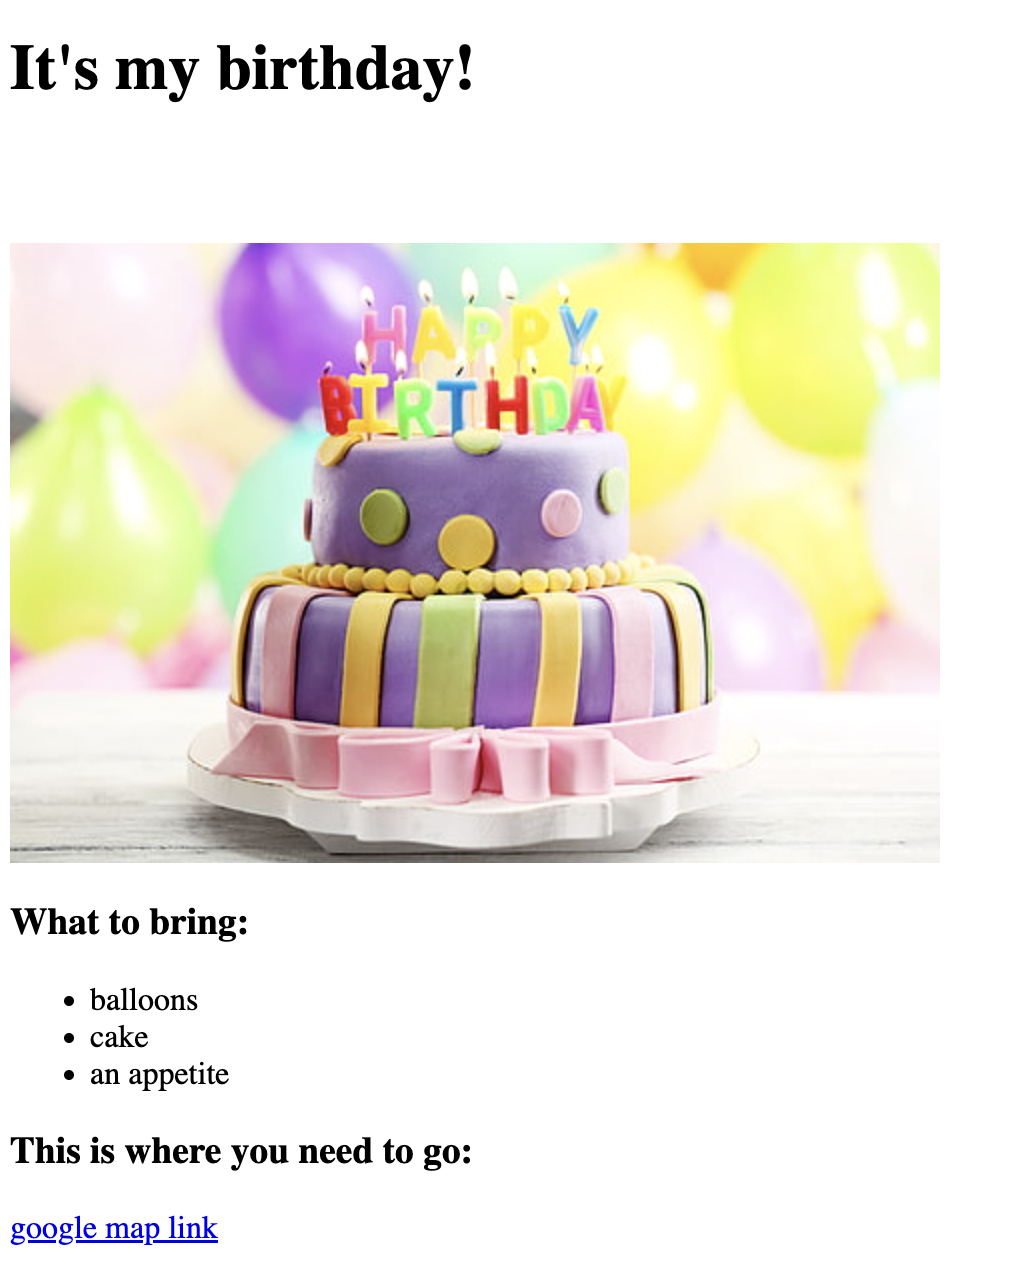 It's my birthday!
HAPPY
BIRTHDAY
What to bring:
balloons
cake
an appetite
This is where you need to go:
google map link